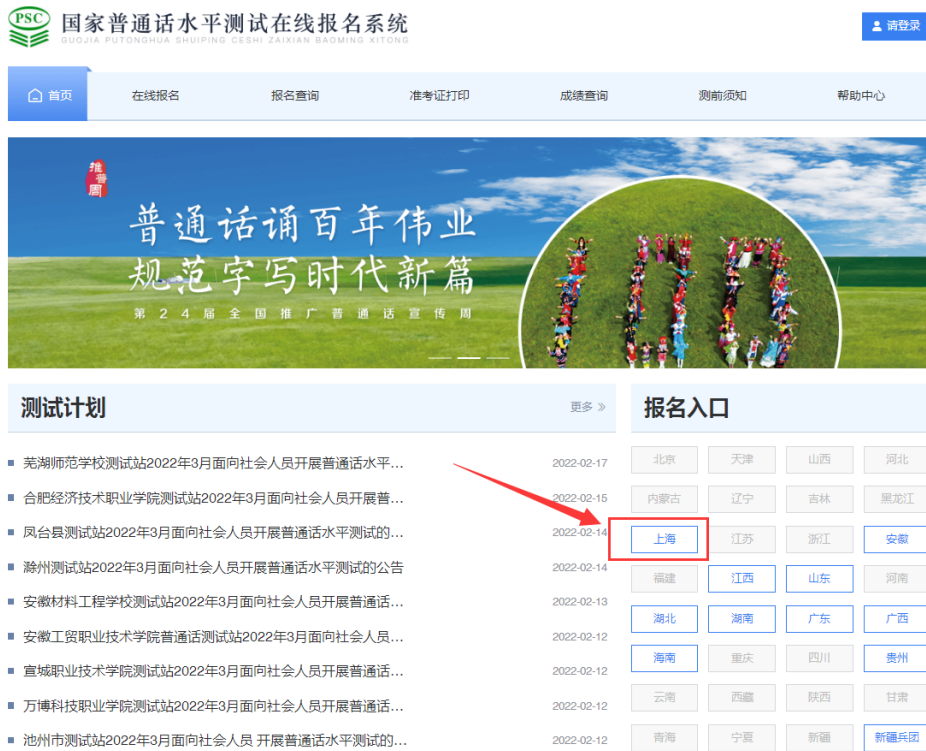 PSC
国家普通话水平测试在线报名系统
GUOJIA PUTONGHUA SHUIPING CESHI ZAIXIAN BAOMING XITONG
请登录
首页 在线报名 报名查询 准考证打印 成绩查询 测前须知 帮助中心
推普周
普通话诵百年伟业
规范字写时代新篇
第24届全国推广普通话宣传周
测试计划 更多 »
芜湖师范学校测试站2022年3月面向社会人员开展普通话水平... 2022-02-17
合肥经济技术职业学院测试站2022年3月面向社会人员开展普... 2022-02-15
凤台县测试站2022年3月面向社会人员开展普通话水平测试的... 2022-02-14
滁州测试站2022年3月面向社会人员开展普通话水平测试的公告 2022-02-14
安徽材料工程学校测试站2022年3月面向社会人员开展普通话... 2022-02-13
安徽工贸职业技术学院普通话测试站2022年3月面向社会人员... 2022-02-12
宣城职业技术学院测试站2022年3月面向社会人员开展普通话... 2022-02-12
万博科技职业学院测试站2022年3月面向社会人员开展普通话... 2022-02-12
池州市测试站2022年3月面向社会人员 开展普通话水平测试的... 2022-02-12
报名入口
北京 天津 山西 河北
内蒙古 辽宁 吉林 黑龙江
上海 江苏 浙江 安徽
福建 江西 山东 河南
湖北 湖南 广东 广西
海南 重庆 四川 贵州
云南 西藏 陕西 甘肃
青海 宁夏 新疆 新疆兵团